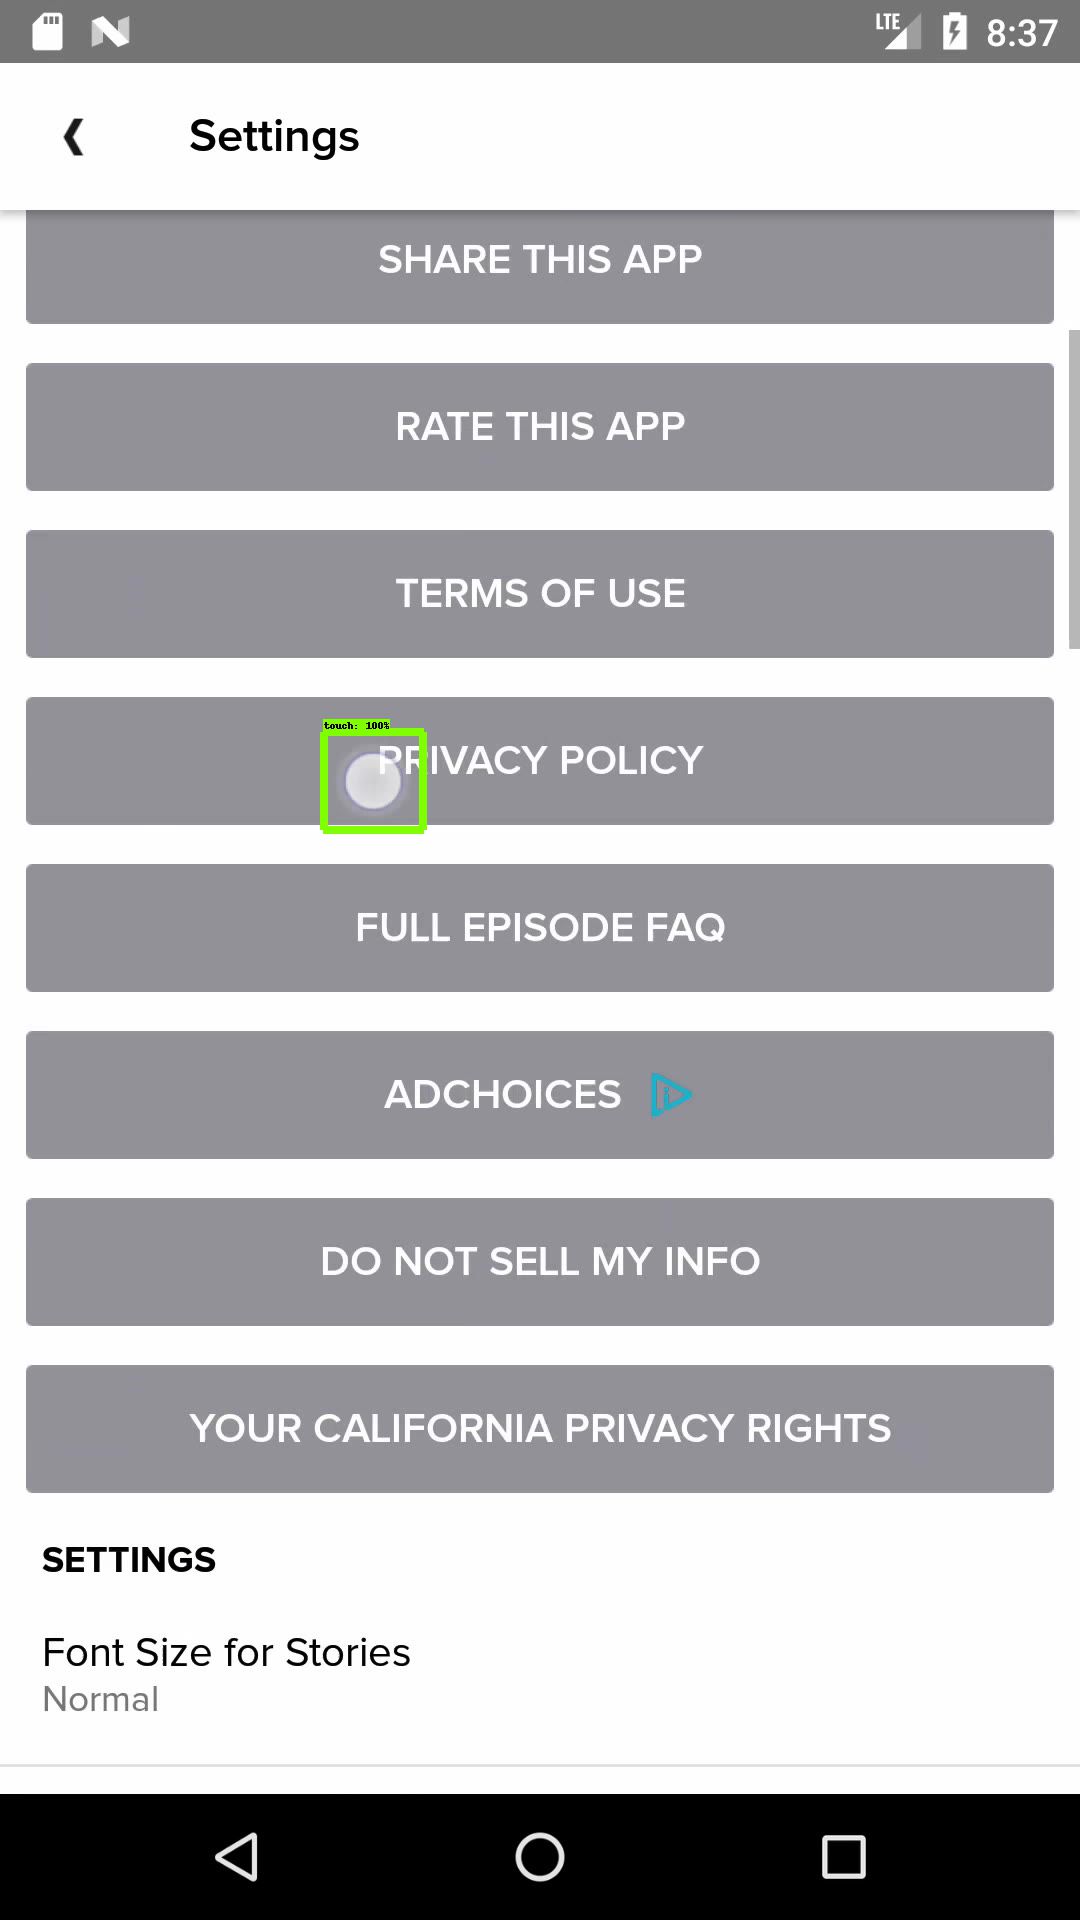 LTE 8:37
Settings
SHARE THIS APP
RATE THIS APP
TERMS OF USE
touch: 100%
PRIVACY POLICY
FULL EPISODE FAQ
ADCHOICES
DO NOT SELL MY INFO
YOUR CALIFORNIA PRIVACY RIGHTS
SETTINGS
Font Size for Stories
Normal